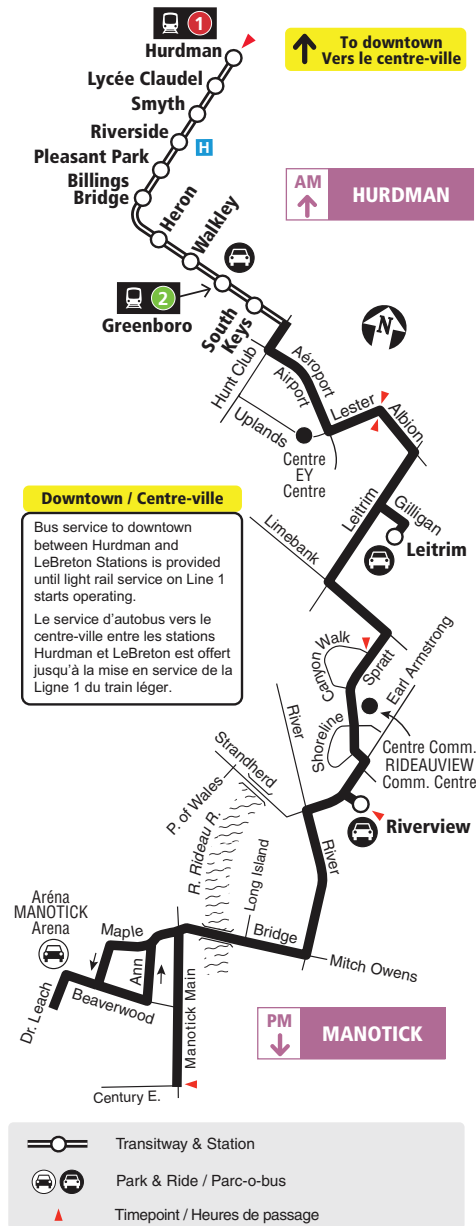 1
Hurdman
Lycée Claudel
Smyth
Riverside
H
Pleasant Park
Billings
Bridge
Heron
Walkley
2
Greenboro
South
Keys
To downtown
Vers le centre-ville
AM
HURDMAN
N
Hunt Club
Aéroport
Airport
Uplands
Lester
Albion
Centre
EY
Centre
Leitrim
Gilligan
Leitrim
Limebank
Downtown / Centre-ville
Bus service to downtown
between Hurdman and
LeBreton Stations is provided
until light rail service on Line 1
starts operating.
Le service d'autobus vers le
centre-ville entre les stations
Hurdman et LeBreton est offert
jusqu'à la mise en service de la
Ligne 1 du train léger.
Canyon Walk
Spratt
Earl Armstrong
Shoreline
Centre Comm.
RIDEAUVIEW
Comm. Centre
River
Strandherd
P. of Wales
R. Rideau R.
Riverview
Long Island
River
Bridge
Mitch Owens
Aréna
MANOTICK
Arena
Maple
Ann
Beaverwood
Dr. Leach
Manotick Main
Century E.
PM
MANOTICK
Transitway & Station
Park & Ride / Parc-o-bus
Timepoint / Heures de passage